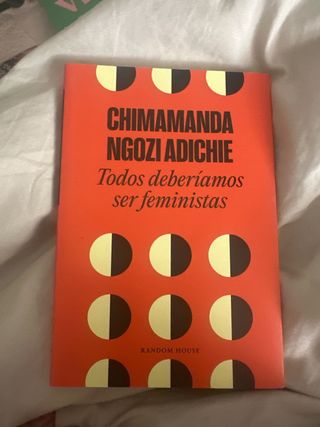 CHIMAMANDA
NGOZI ADICHIE
Todos deberíamos
ser feministas
RANDOM HOUSE